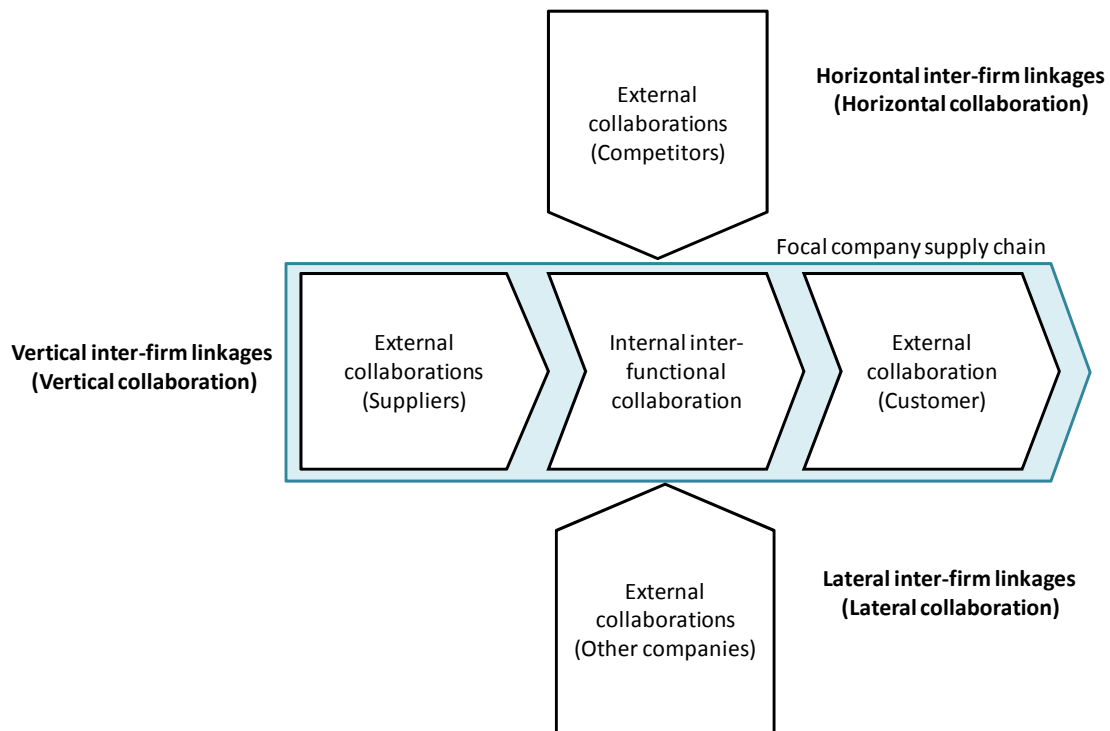 External
collaborations
(Competitors)
Horizontal inter-firm linkages
(Horizontal collaboration)
Focal company supply chain
Vertical inter-firm linkages
(Vertical collaboration)
External
collaborations
(Suppliers)
Internal inter-
functional
collaboration
External
collaboration
(Customer)
External
collaborations
(Other companies)
Lateral inter-firm linkages
(Lateral collaboration)